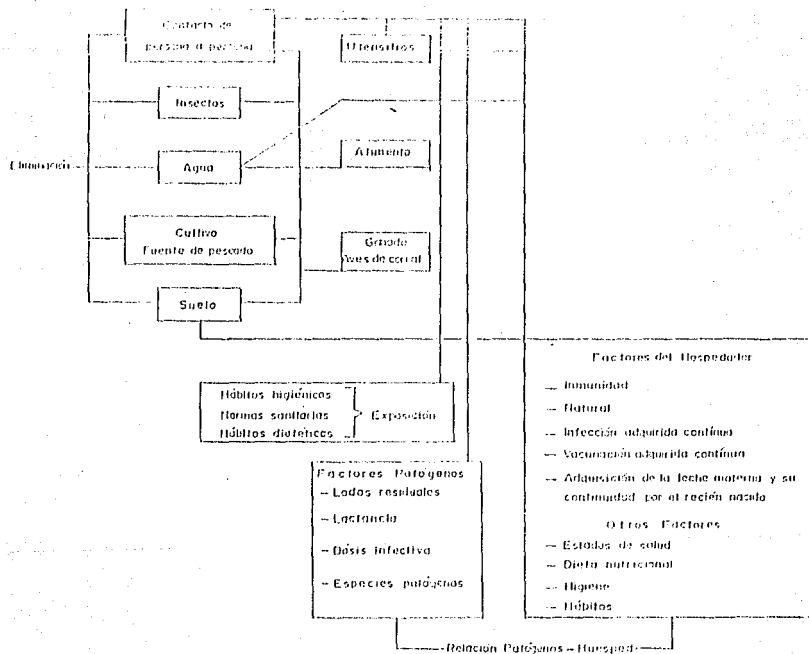 Contacto de
persona a persona
Utensilios
Insectos
Eliminación
Agua
Alimento
Cultivo
Fuente de pescado
Ganado
Aves de corral
Suelo
Hábitos higiénicos
Normas sanitarias
Hábitos dietéticos
Exposición
Factores Patógenos
– Lodos residuales
– Lactancia
– Dósis infectiva
– Especies patógenas
Factores del Hospedador
– Inmunidad
– Natural
– Infección adquirida contínua
– Vacunación adquirida contínua
– Adquisición de la leche materna y su
continuidad por el recién nacido
Otros Factores
– Estados de salud
– Dieta nutricional
– Higiene
– Hábitos
Relación Patógenos – Huesped